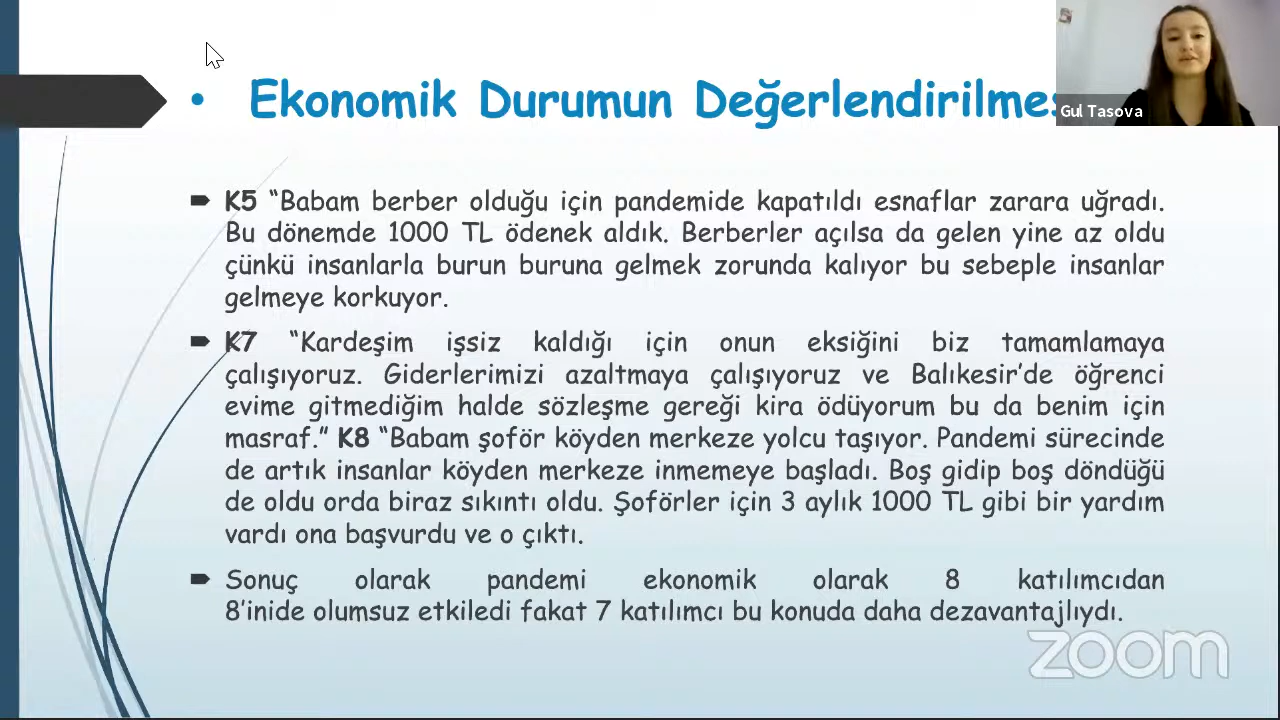 • Ekonomik Durumun Değerlendirilmes
Gul Tasova
K5 “Babam berber olduğu için pandemide kapatıldı esnaflar zarara uğradı.
Bu dönemde 1000 TL ödenek aldık. Berberler açılsa da gelen yine az oldu
çünkü insanlarla burun buruna gelmek zorunda kalıyor bu sebeple insanlar
gelmeye korkuyor.
K7 “Kardeşim işsiz kaldığı için onun eksiğini biz tamamlamaya
çalışıyoruz. Giderlerimizi azaltmaya çalışıyoruz ve Balıkesir’de öğrenci
evime gitmediğim halde sözleşme gereği kira ödüyorum bu da benim için
masraf.” K8 “Babam şoför köyden merkeze yolcu taşıyor. Pandemi sürecinde
de artık insanlar köyden merkeze inmemeye başladı. Boş gidip boş döndüğü
de oldu orda biraz sıkıntı oldu. Şoförler için 3 aylık 1000 TL gibi bir yardım
vardı ona başvurdu ve o çıktı.
Sonuç olarak pandemi ekonomik olarak 8 katılımcıdan
8’inide olumsuz etkiledi fakat 7 katılımcı bu konuda daha dezavantajlıydı.
zoom